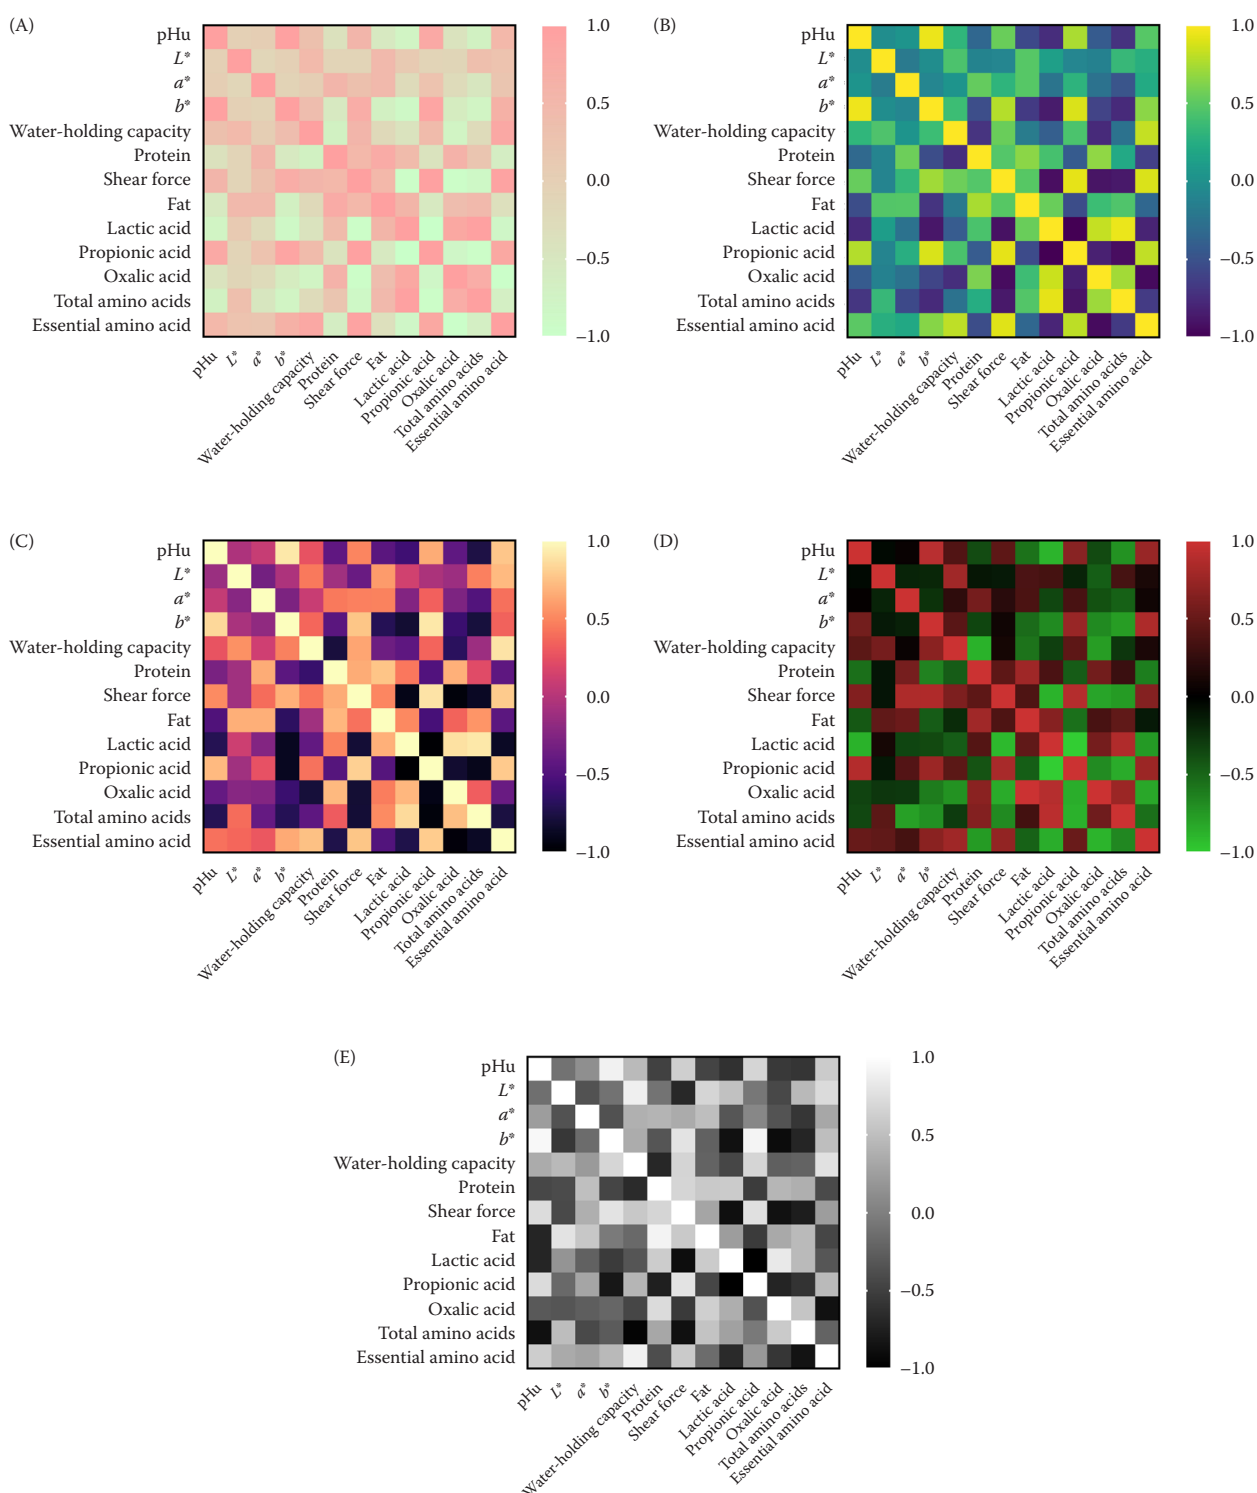 (A)
pHu
L*
a*
b*
Water-holding capacity
Protein
Shear force
Fat
Lactic acid
Propionic acid
Oxalic acid
Total amino acids
Essential amino acid
1.0
0.5
0.0
−0.5
−1.0
pHu
L*
a*
b*
Water-holding capacity
Protein
Shear force
Fat
Lactic acid
Propionic acid
Oxalic acid
Total amino acids
Essential amino acid
(B)
pHu
L*
a*
b*
Water-holding capacity
Protein
Shear force
Fat
Lactic acid
Propionic acid
Oxalic acid
Total amino acids
Essential amino acid
1.0
0.5
0.0
−0.5
−1.0
pHu
L*
a*
b*
Water-holding capacity
Protein
Shear force
Fat
Lactic acid
Propionic acid
Oxalic acid
Total amino acids
Essential amino acid
(C)
pHu
L*
a*
b*
Water-holding capacity
Protein
Shear force
Fat
Lactic acid
Propionic acid
Oxalic acid
Total amino acids
Essential amino acid
1.0
0.5
0.0
−0.5
−1.0
pHu
L*
a*
b*
Water-holding capacity
Protein
Shear force
Fat
Lactic acid
Propionic acid
Oxalic acid
Total amino acids
Essential amino acid
(D)
pHu
L*
a*
b*
Water-holding capacity
Protein
Shear force
Fat
Lactic acid
Propionic acid
Oxalic acid
Total amino acids
Essential amino acid
1.0
0.5
0.0
−0.5
−1.0
pHu
L*
a*
b*
Water-holding capacity
Protein
Shear force
Fat
Lactic acid
Propionic acid
Oxalic acid
Total amino acids
Essential amino acid
(E)
pHu
L*
a*
b*
Water-holding capacity
Protein
Shear force
Fat
Lactic acid
Propionic acid
Oxalic acid
Total amino acids
Essential amino acid
1.0
0.5
0.0
−0.5
−1.0
pHu
L*
a*
b*
Water-holding capacity
Protein
Shear force
Fat
Lactic acid
Propionic acid
Oxalic acid
Total amino acids
Essential amino acid